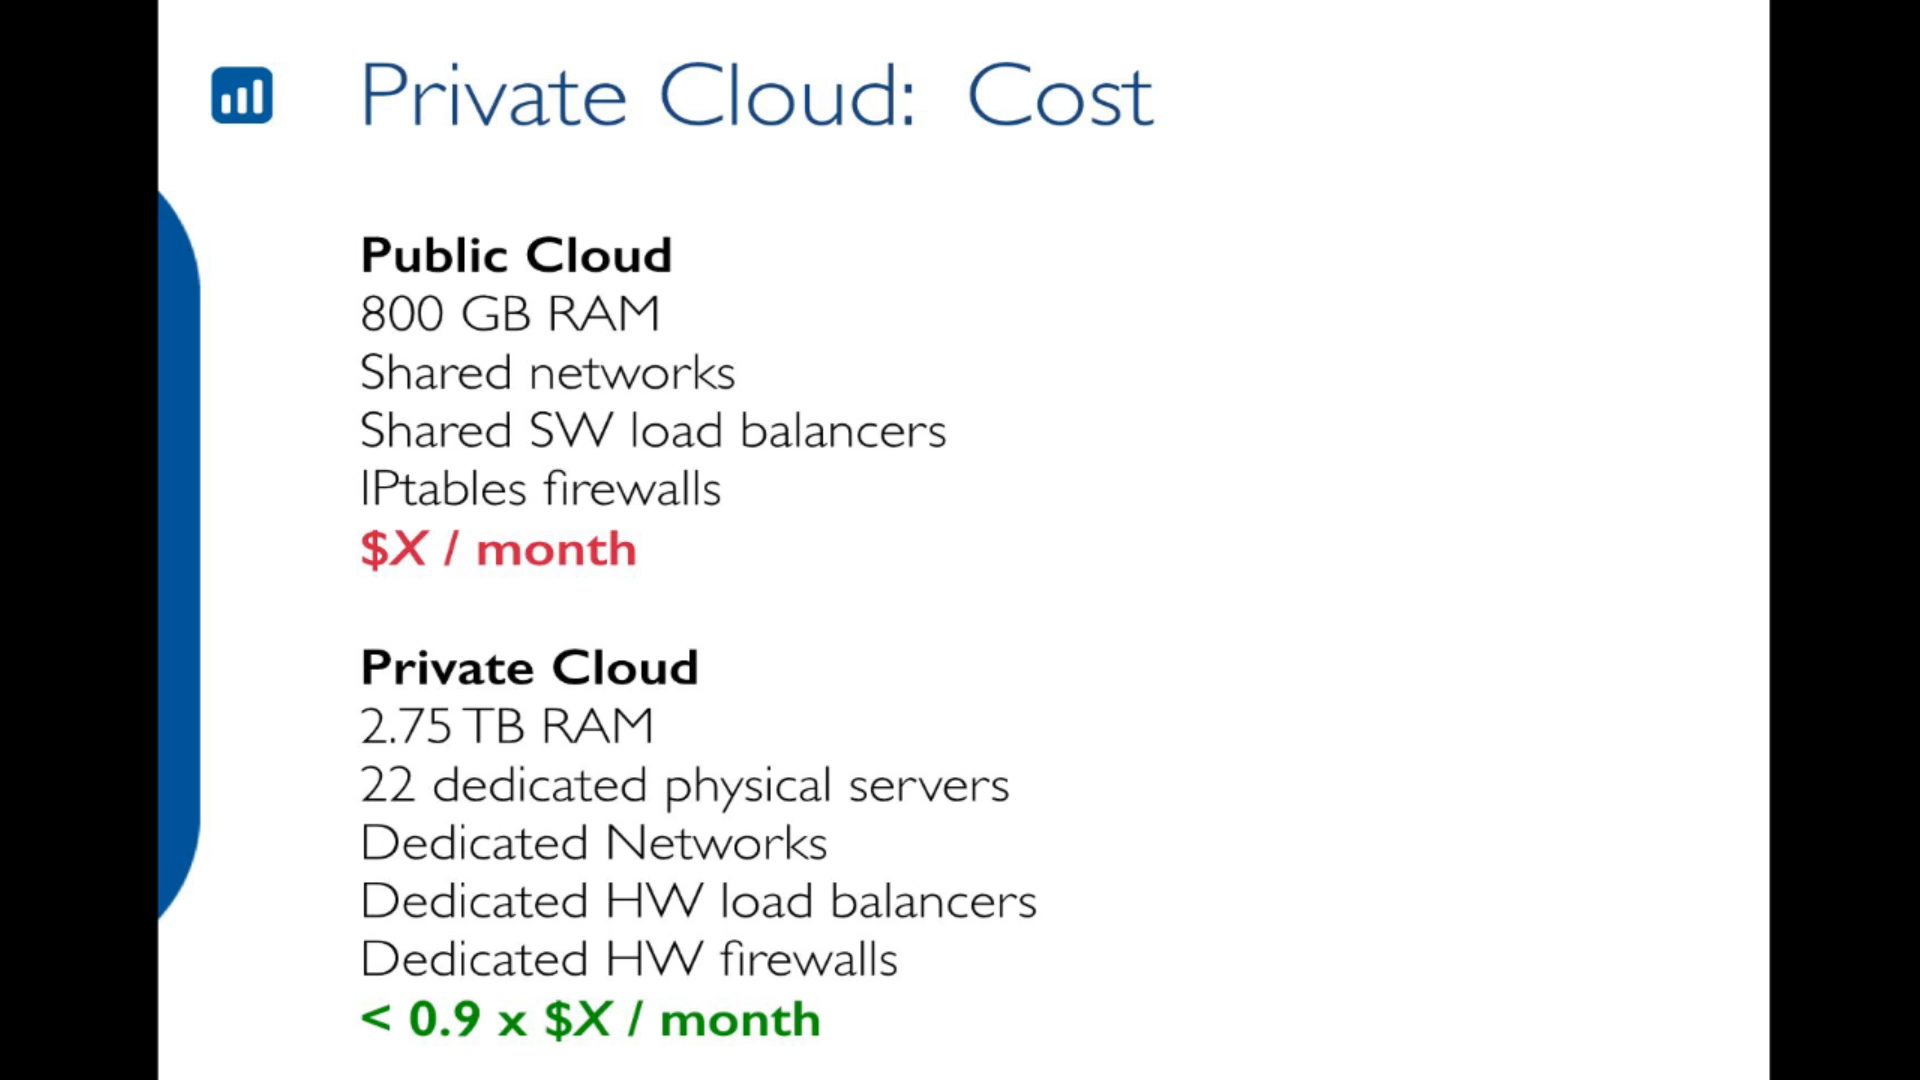 Private Cloud: Cost
Public Cloud
800 GB RAM
Shared networks
Shared SW load balancers
IPtables firewalls
$X / month
Private Cloud
2.75 TB RAM
22 dedicated physical servers
Dedicated Networks
Dedicated HW load balancers
Dedicated HW firewalls
< 0.9 x $X / month